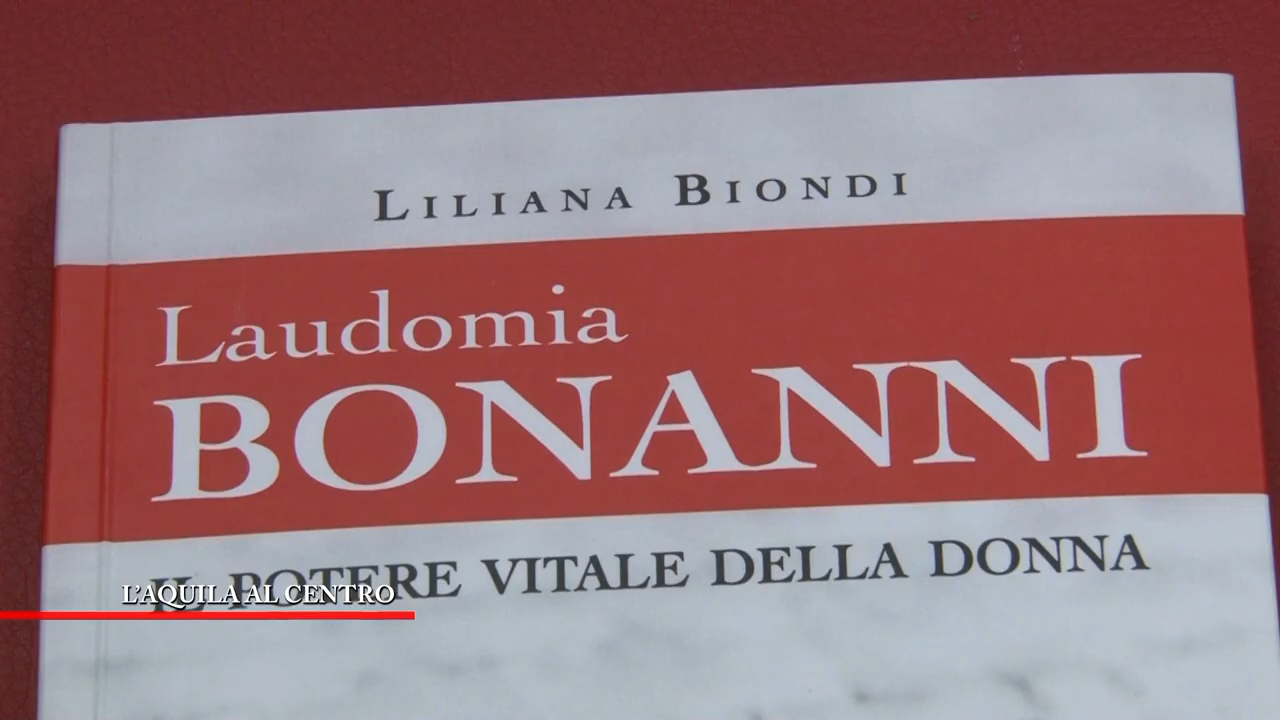 LILIANA BIONDI
Laudomia
BONANNI
IL POTERE VITALE DELLA DONNA
L'AQUILA AL CENTRO